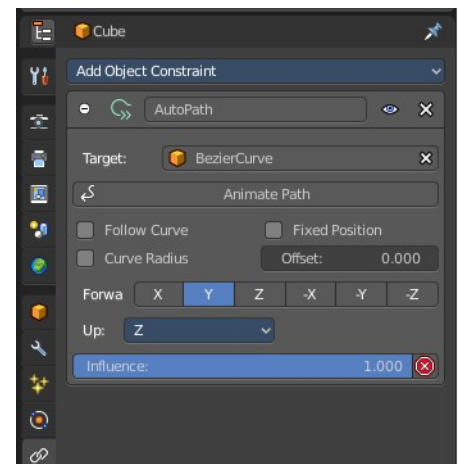 Cube
Add Object Constraint
AutoPath
Target: BezierCurve
Animate Path
Follow Curve Fixed Position
Curve Radius Offset: 0.000
Forwa X Y Z -X -Y -Z
Up: Z
Influence: 1.000